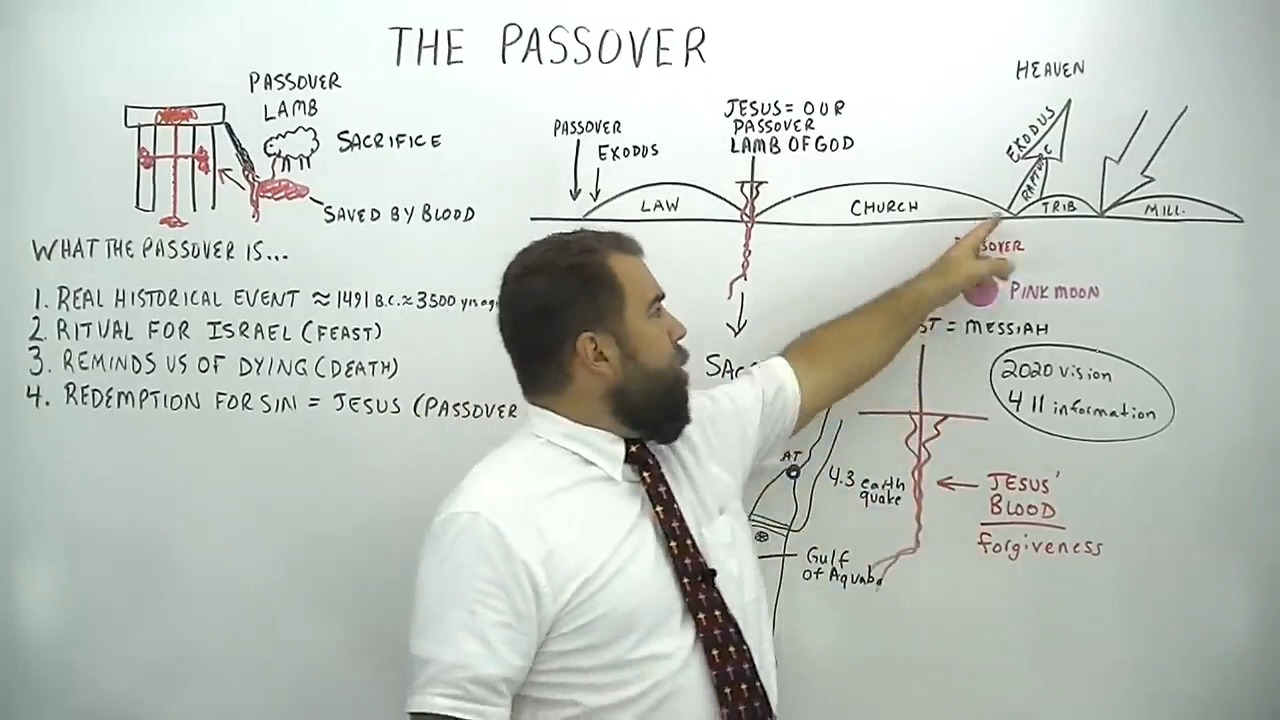 THE PASSOVER
PASSOVER
LAMB
SACRIFICE
SAVED BY BLOOD
WHAT THE PASSOVER IS...
1. REAL HISTORICAL EVENT ≈ 1491 B.C. ≈ 3500 yrs ag
2. RITUAL FOR ISRAEL (FEAST)
3. REMINDS US OF DYING (DEATH)
4. REDEMPTION FOR SIN = JESUS (PASSOVER
PASSOVER
EXODUS
LAW
JESUS = OUR
PASSOVER
LAMB OF GOD
CHURCH
HEAVEN
EXODUS
RAPTURE
TRIB
MILL.
PINK MOON
= MESSIAH
2020 vision
411 information
AT
4.3 earth
quake
Gulf
of Aquaba
JESUS'
BLOOD
forgiveness